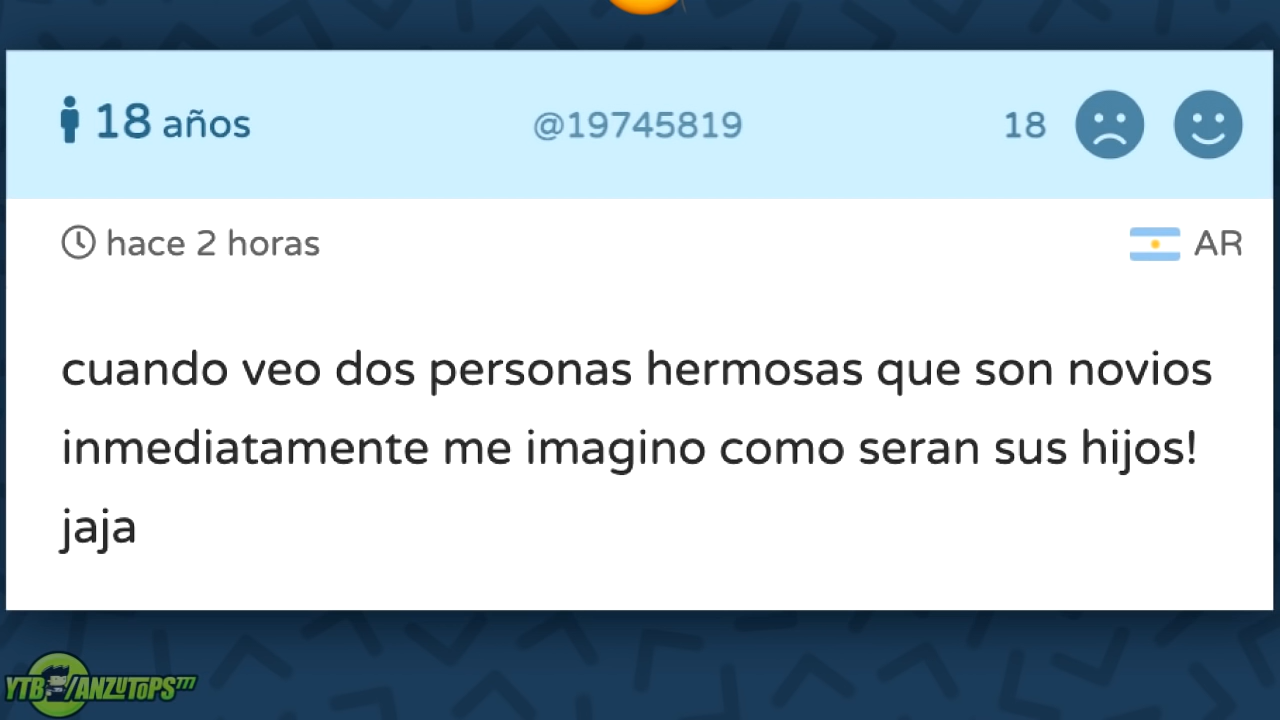 18 años @19745819 18
hace 2 horas AR
cuando veo dos personas hermosas que son novios
inmediatamente me imagino como seran sus hijos!
jaja
YTB /ANZUTOPS777